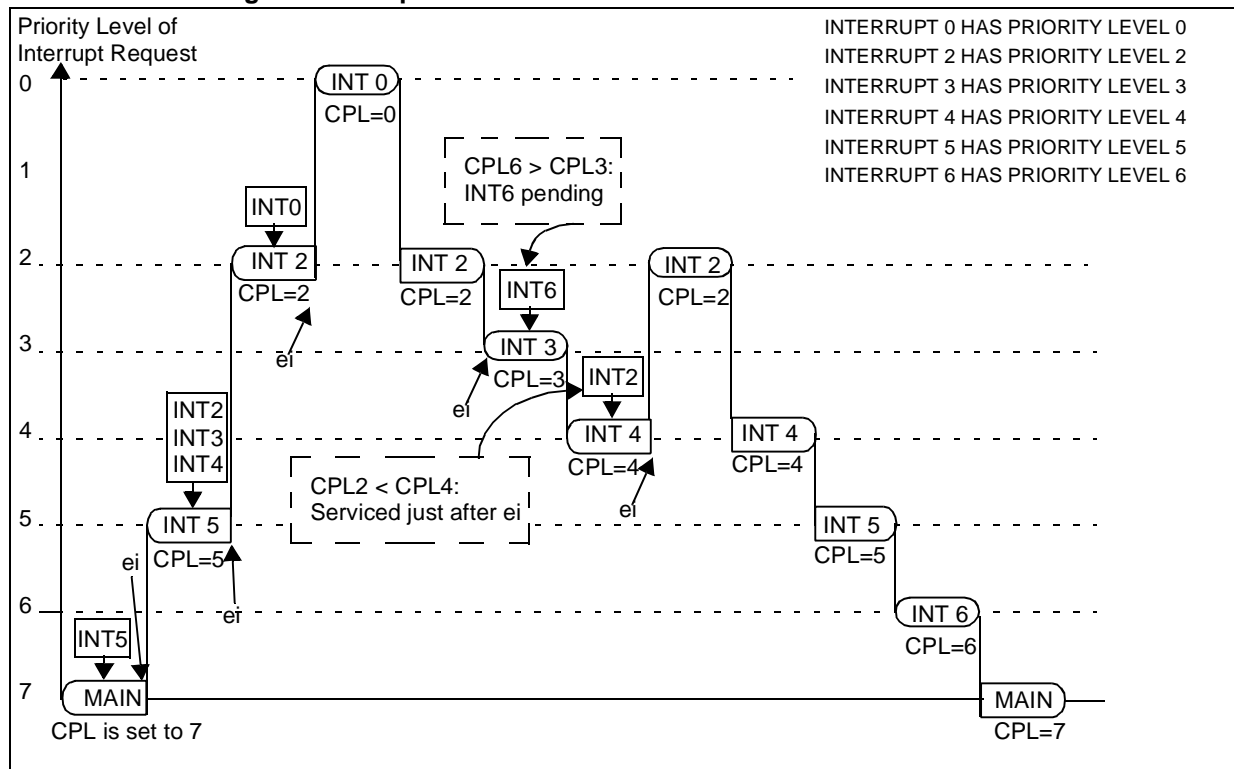 Priority Level of
Interrupt Request
INTERRUPT 0 HAS PRIORITY LEVEL 0
INTERRUPT 2 HAS PRIORITY LEVEL 2
INTERRUPT 3 HAS PRIORITY LEVEL 3
INTERRUPT 4 HAS PRIORITY LEVEL 4
INTERRUPT 5 HAS PRIORITY LEVEL 5
INTERRUPT 6 HAS PRIORITY LEVEL 6
0
INT 0
CPL=0
1
CPL6 > CPL3:
INT6 pending
INT0
2
INT 2
CPL=2
INT 2
CPL=2
INT 2
CPL=2
INT6
ei
3
INT 3
CPL=3
ei
INT2
INT2
INT3
INT4
4
INT 4
CPL=4
INT 4
CPL=4
CPL2 < CPL4:
Serviced just after ei
ei
5
INT 5
CPL=5
INT 5
CPL=5
ei
ei
6
INT 6
CPL=6
INT5
7
MAIN
CPL is set to 7
MAIN
CPL=7